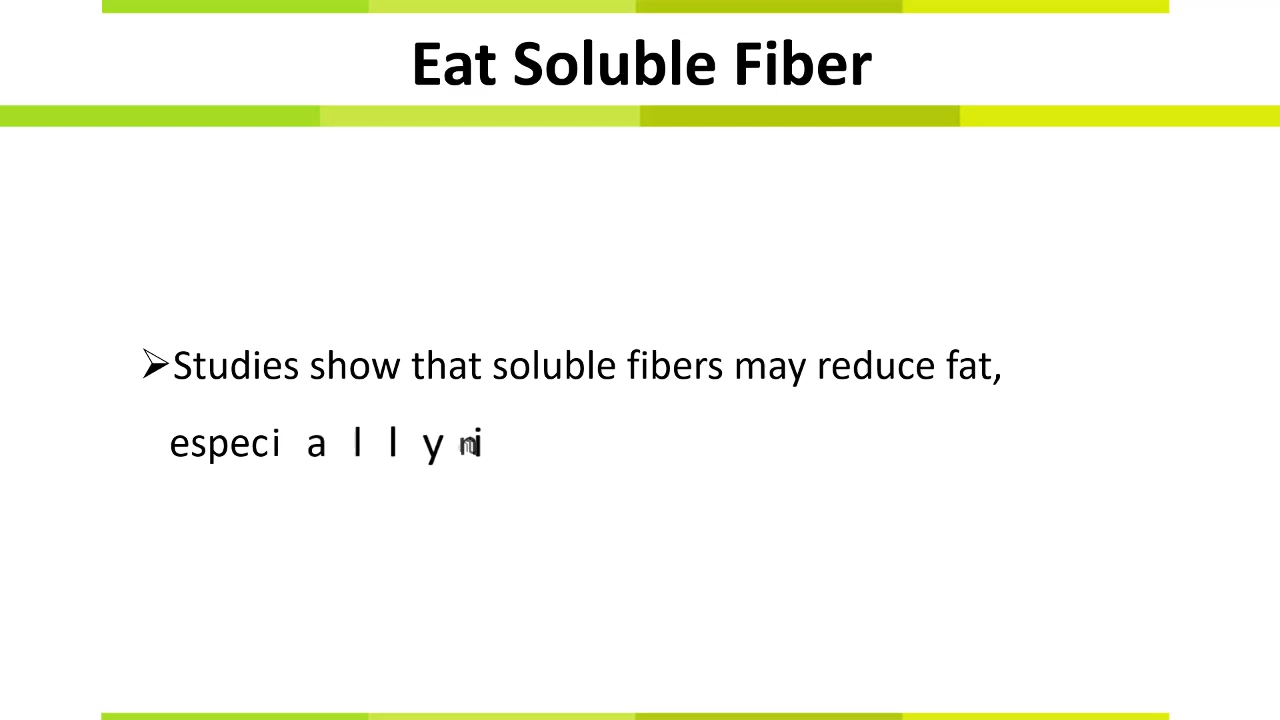 Eat Soluble Fiber
➢Studies show that soluble fibers may reduce fat,
especially